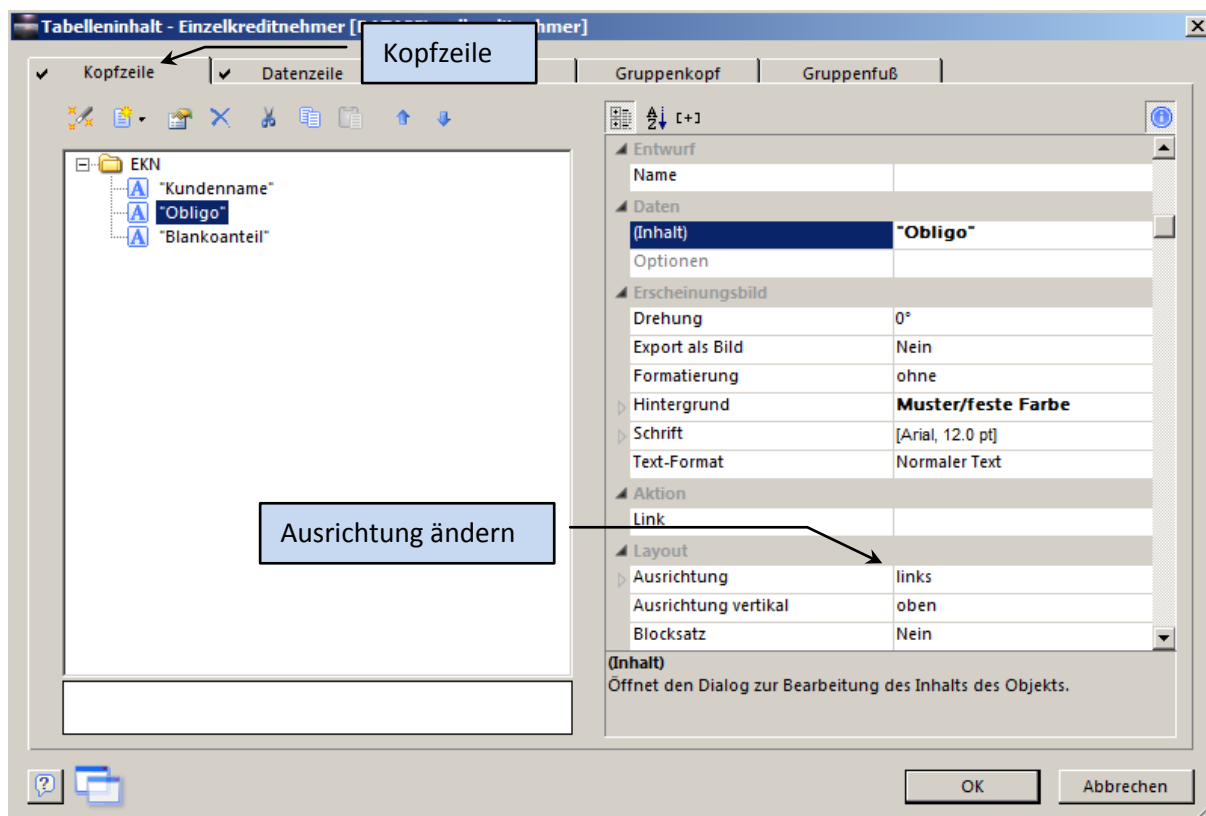 Tabelleninhalt - Einzelkreditnehmer [hmer]
Kopfzeile
Kopfzeile
Datenzeile
Gruppenkopf
Gruppenfuß
[+]
EKN
"Kundenname"
"Obligo"
"Blankoanteil"
Entwurf
Name
Daten
(Inhalt) "Obligo"
Optionen
Erscheinungsbild
Drehung 0°
Export als Bild Nein
Formatierung ohne
Hintergrund Muster/feste Farbe
Schrift [Arial, 12.0 pt]
Text-Format Normaler Text
Aktion
Link
Ausrichtung ändern
Layout
Ausrichtung links
Ausrichtung vertikal oben
Blocksatz Nein
(Inhalt)
Öffnet den Dialog zur Bearbeitung des Inhalts des Objekts.
OK
Abbrechen